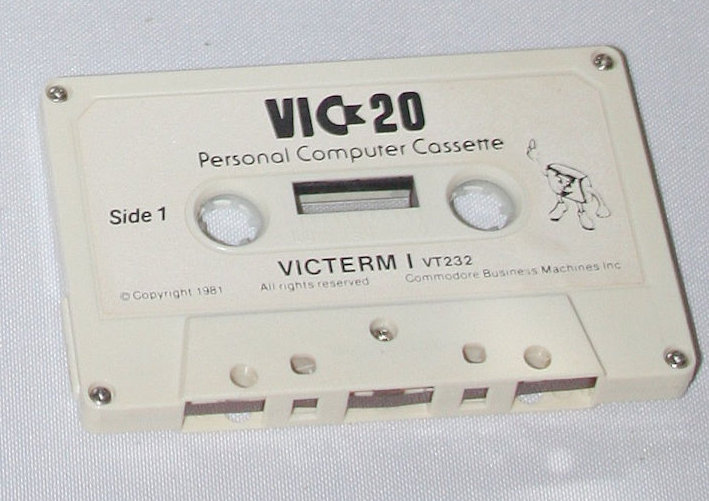 VIC 20
Personal Computer Cassette
Side 1
VICTERM I VT232
© Copyright 1981 All rights reserved Commodore Business Machines Inc